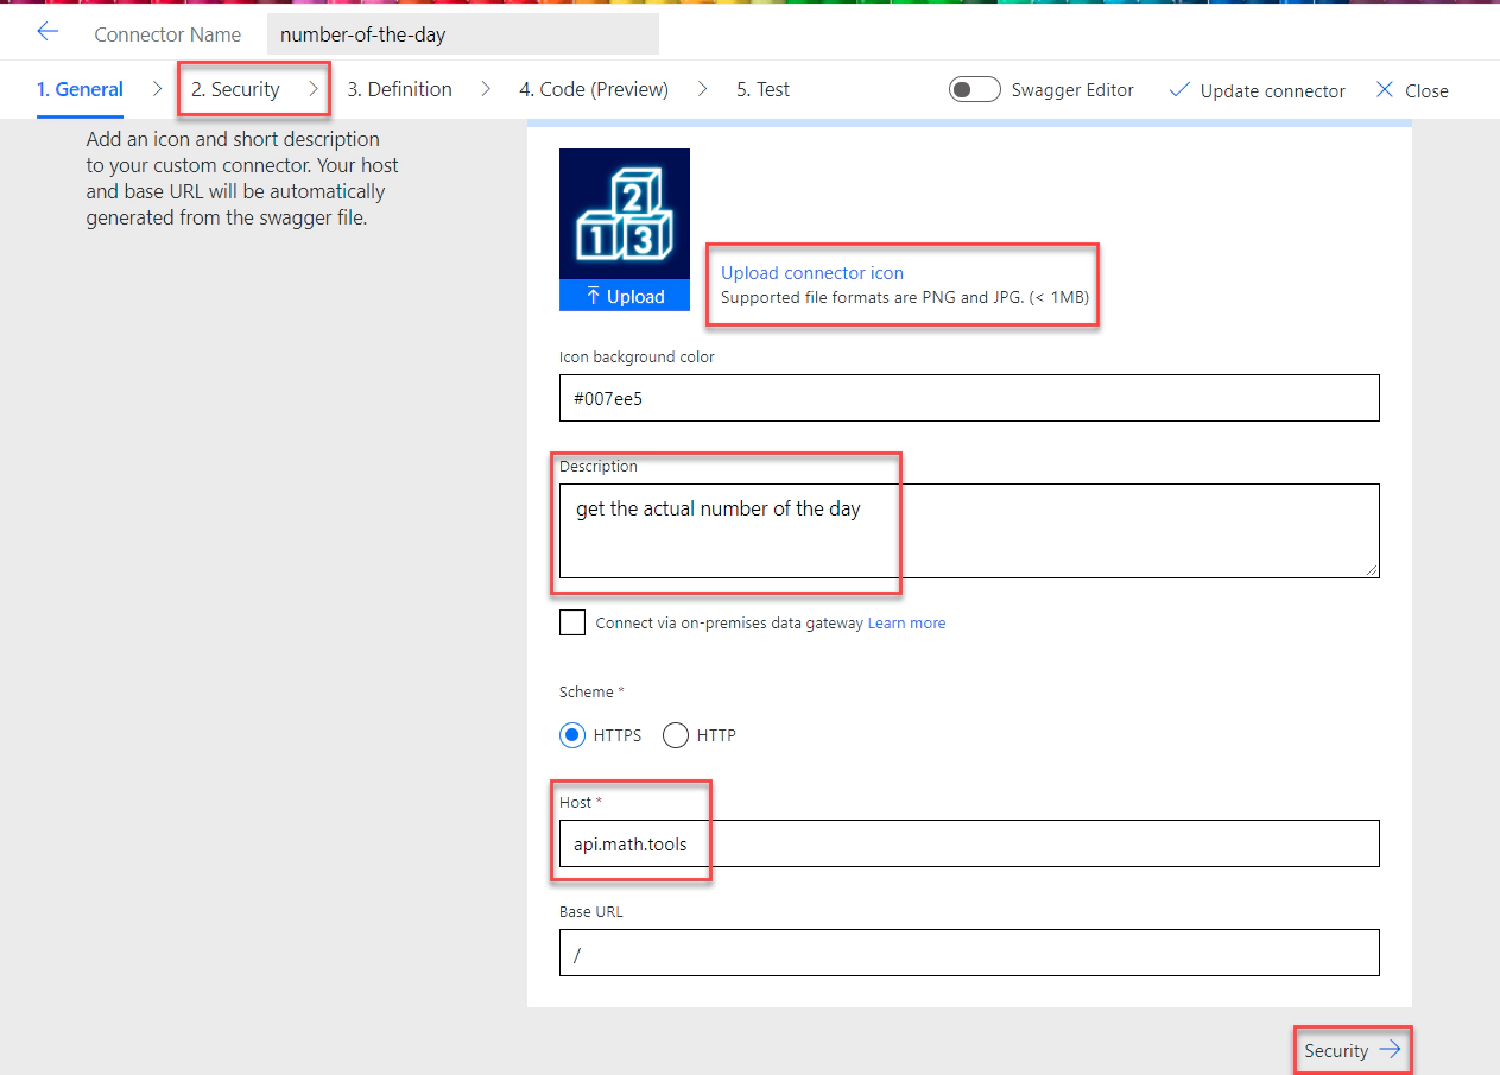 Connector Name number-of-the-day
1. General 2. Security 3. Definition 4. Code (Preview) 5. Test Swagger Editor Update connector Close
Add an icon and short description
to your custom connector. Your host
and base URL will be automatically
generated from the swagger file.
2
1 3
Upload
Upload connector icon
Supported file formats are PNG and JPG. (< 1MB)
Icon background color
#007ee5
Description
get the actual number of the day
Connect via on-premises data gateway Learn more
Scheme *
HTTPS HTTP
Host *
api.math.tools
Base URL
/
Security